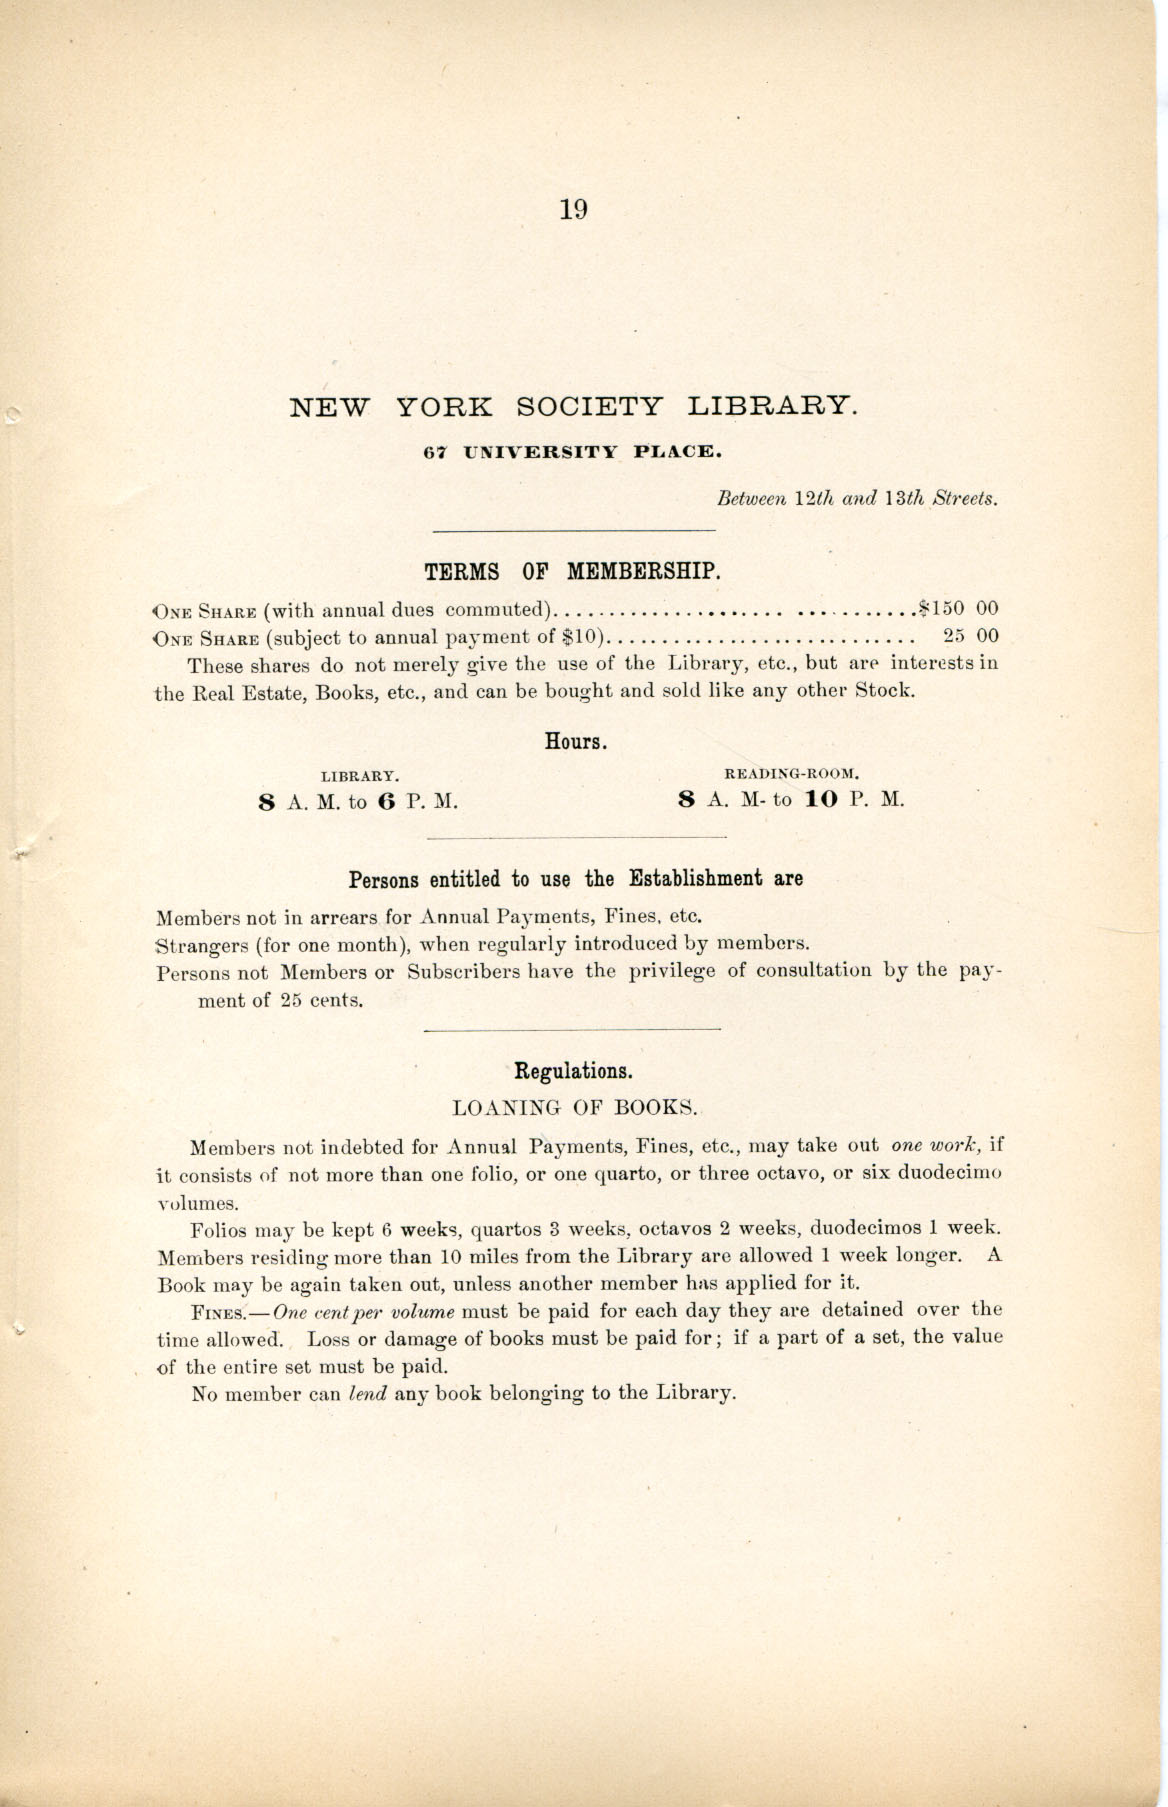 19
NEW YORK SOCIETY LIBRARY.
67 UNIVERSITY PLACE.
Between 12th and 13th Streets.
TERMS OF MEMBERSHIP.
ONE SHARE (with annual dues commuted)........................ ............$150 00
ONE SHARE (subject to annual payment of $10)............................ 25 00
These shares do not merely give the use of the Library, etc., but are interests in
the Real Estate, Books, etc., and can be bought and sold like any other Stock.
Hours.
LIBRARY. READING-ROOM.
8 A. M. to 6 P. M. 8 A. M- to 10 P. M.
Persons entitled to use the Establishment are
Members not in arrears for Annual Payments, Fines, etc.
Strangers (for one month), when regularly introduced by members.
Persons not Members or Subscribers have the privilege of consultation by the pay-
ment of 25 cents.
Regulations.
LOANING OF BOOKS.
Members not indebted for Annual Payments, Fines, etc., may take out one work, if
it consists of not more than one folio, or one quarto, or three octavo, or six duodecimo
volumes.
Folios may be kept 6 weeks, quartos 3 weeks, octavos 2 weeks, duodecimos 1 week.
Members residing more than 10 miles from the Library are allowed 1 week longer. A
Book may be again taken out, unless another member has applied for it.
FINES.—One cent per volume must be paid for each day they are detained over the
time allowed. Loss or damage of books must be paid for; if a part of a set, the value
of the entire set must be paid.
No member can lend any book belonging to the Library.